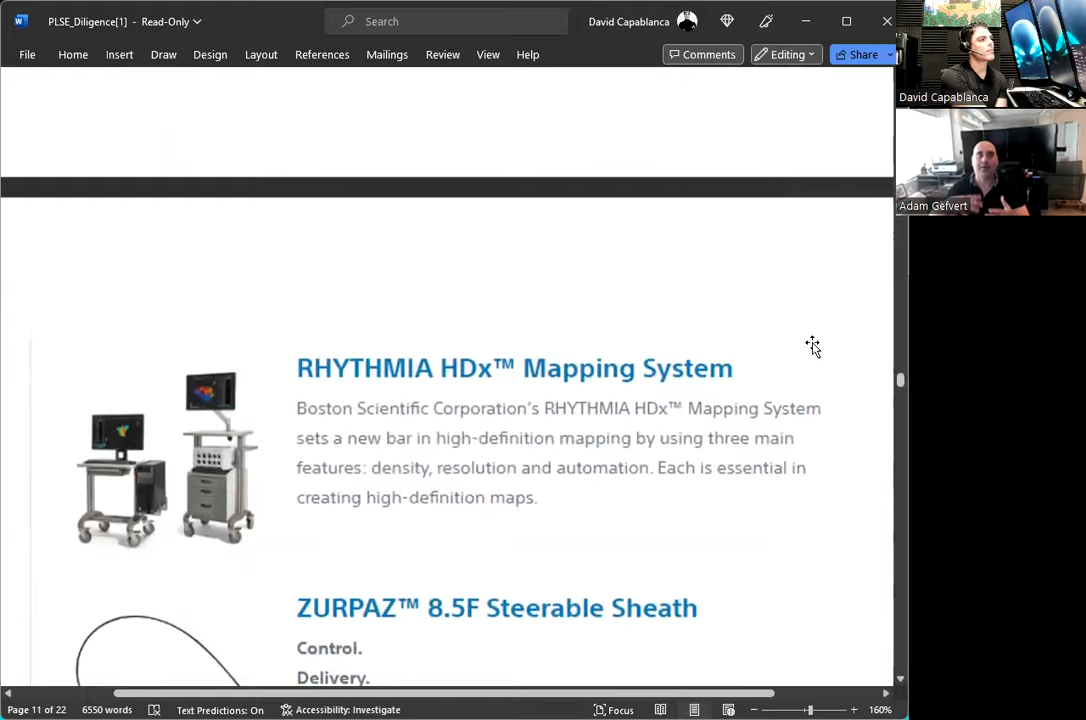 PLSE_Diligence[1] - Read-Only
Search
David Capablanca
File Home Insert Draw Design Layout References Mailings Review View Help
Comments
Editing
Share
David Capablanca
Adam Gefvert
RHYTHMIA HDx™ Mapping System
Boston Scientific Corporation's RHYTHMIA HDx™ Mapping System
sets a new bar in high-definition mapping by using three main
features: density, resolution and automation. Each is essential in
creating high-definition maps.
ZURPAZ™ 8.5F Steerable Sheath
Control.
Delivery.
Page 11 of 22 6550 words Text Predictions: On Accessibility: Investigate Focus 160%